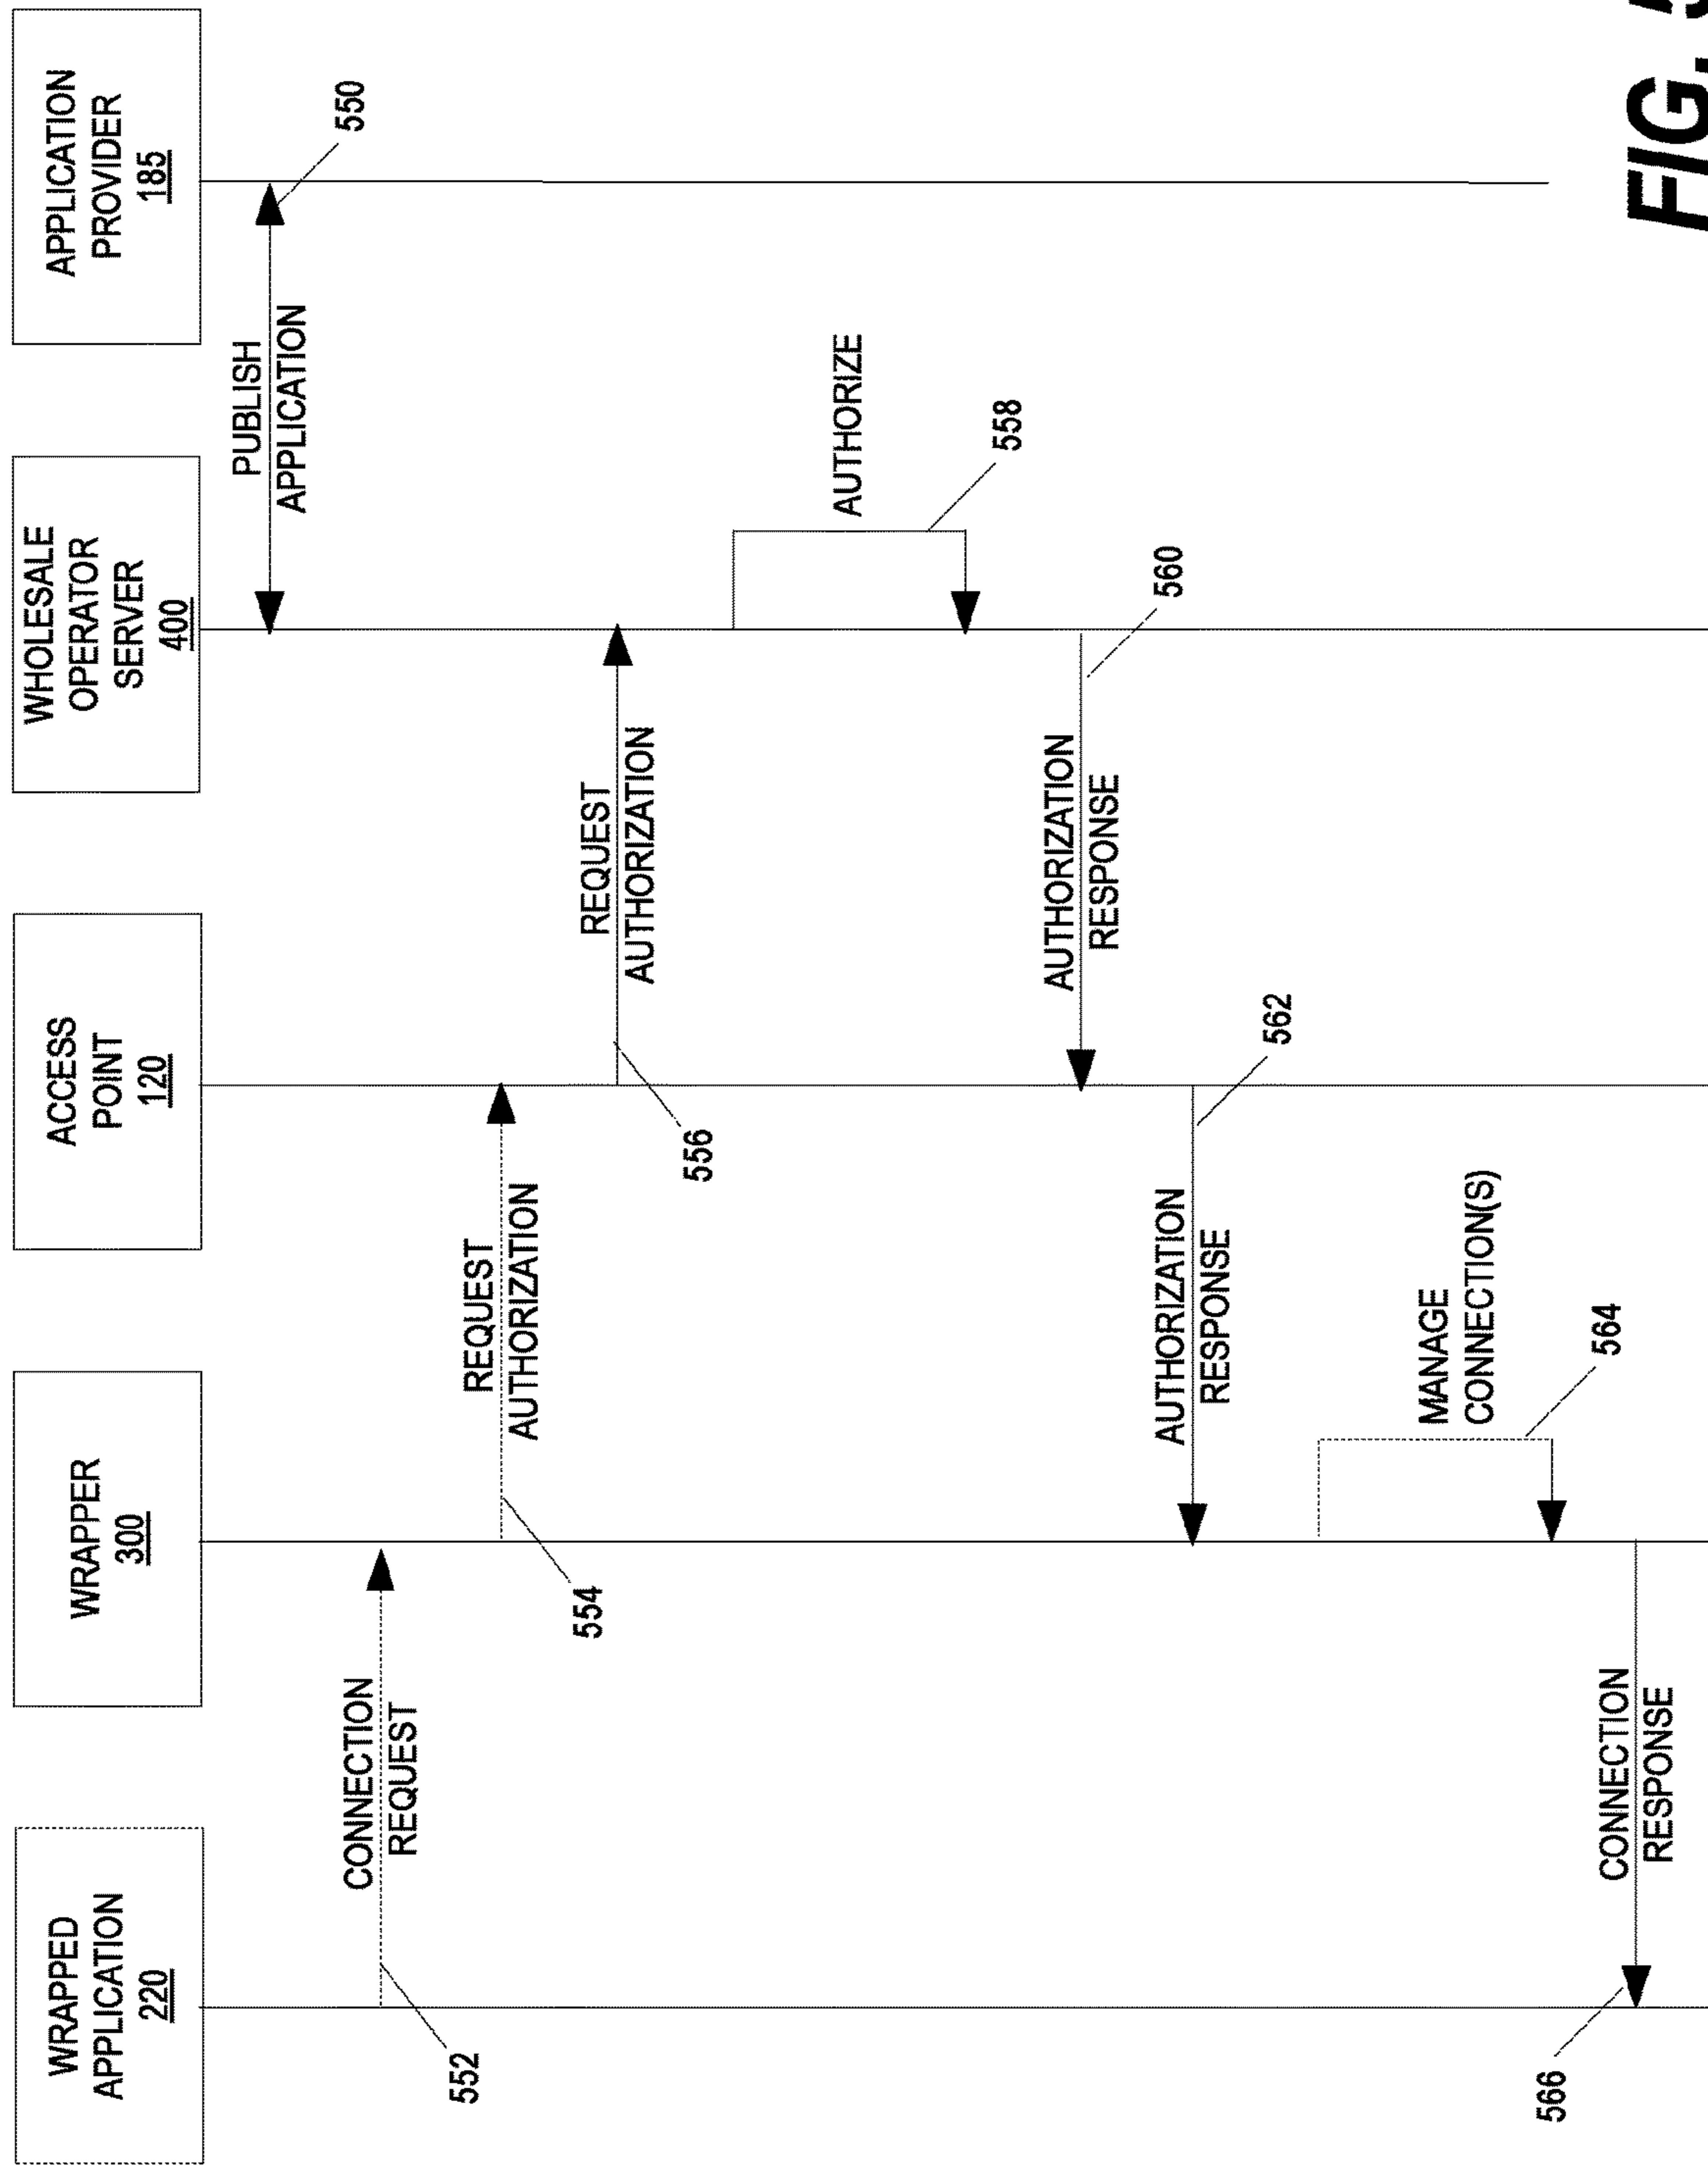 WRAPPED
APPLICATION
220
WRAPPER
300
ACCESS
POINT
120
WHOLESALE
OPERATOR
SERVER
400
APPLICATION
PROVIDER
185
PUBLISH
APPLICATION
550
CONNECTION
REQUEST
552
REQUEST
AUTHORIZATION
554
REQUEST
AUTHORIZATION
556
AUTHORIZE
558
AUTHORIZATION
RESPONSE
560
AUTHORIZATION
RESPONSE
562
MANAGE
CONNECTION(S)
564
CONNECTION
RESPONSE
566
FIG.